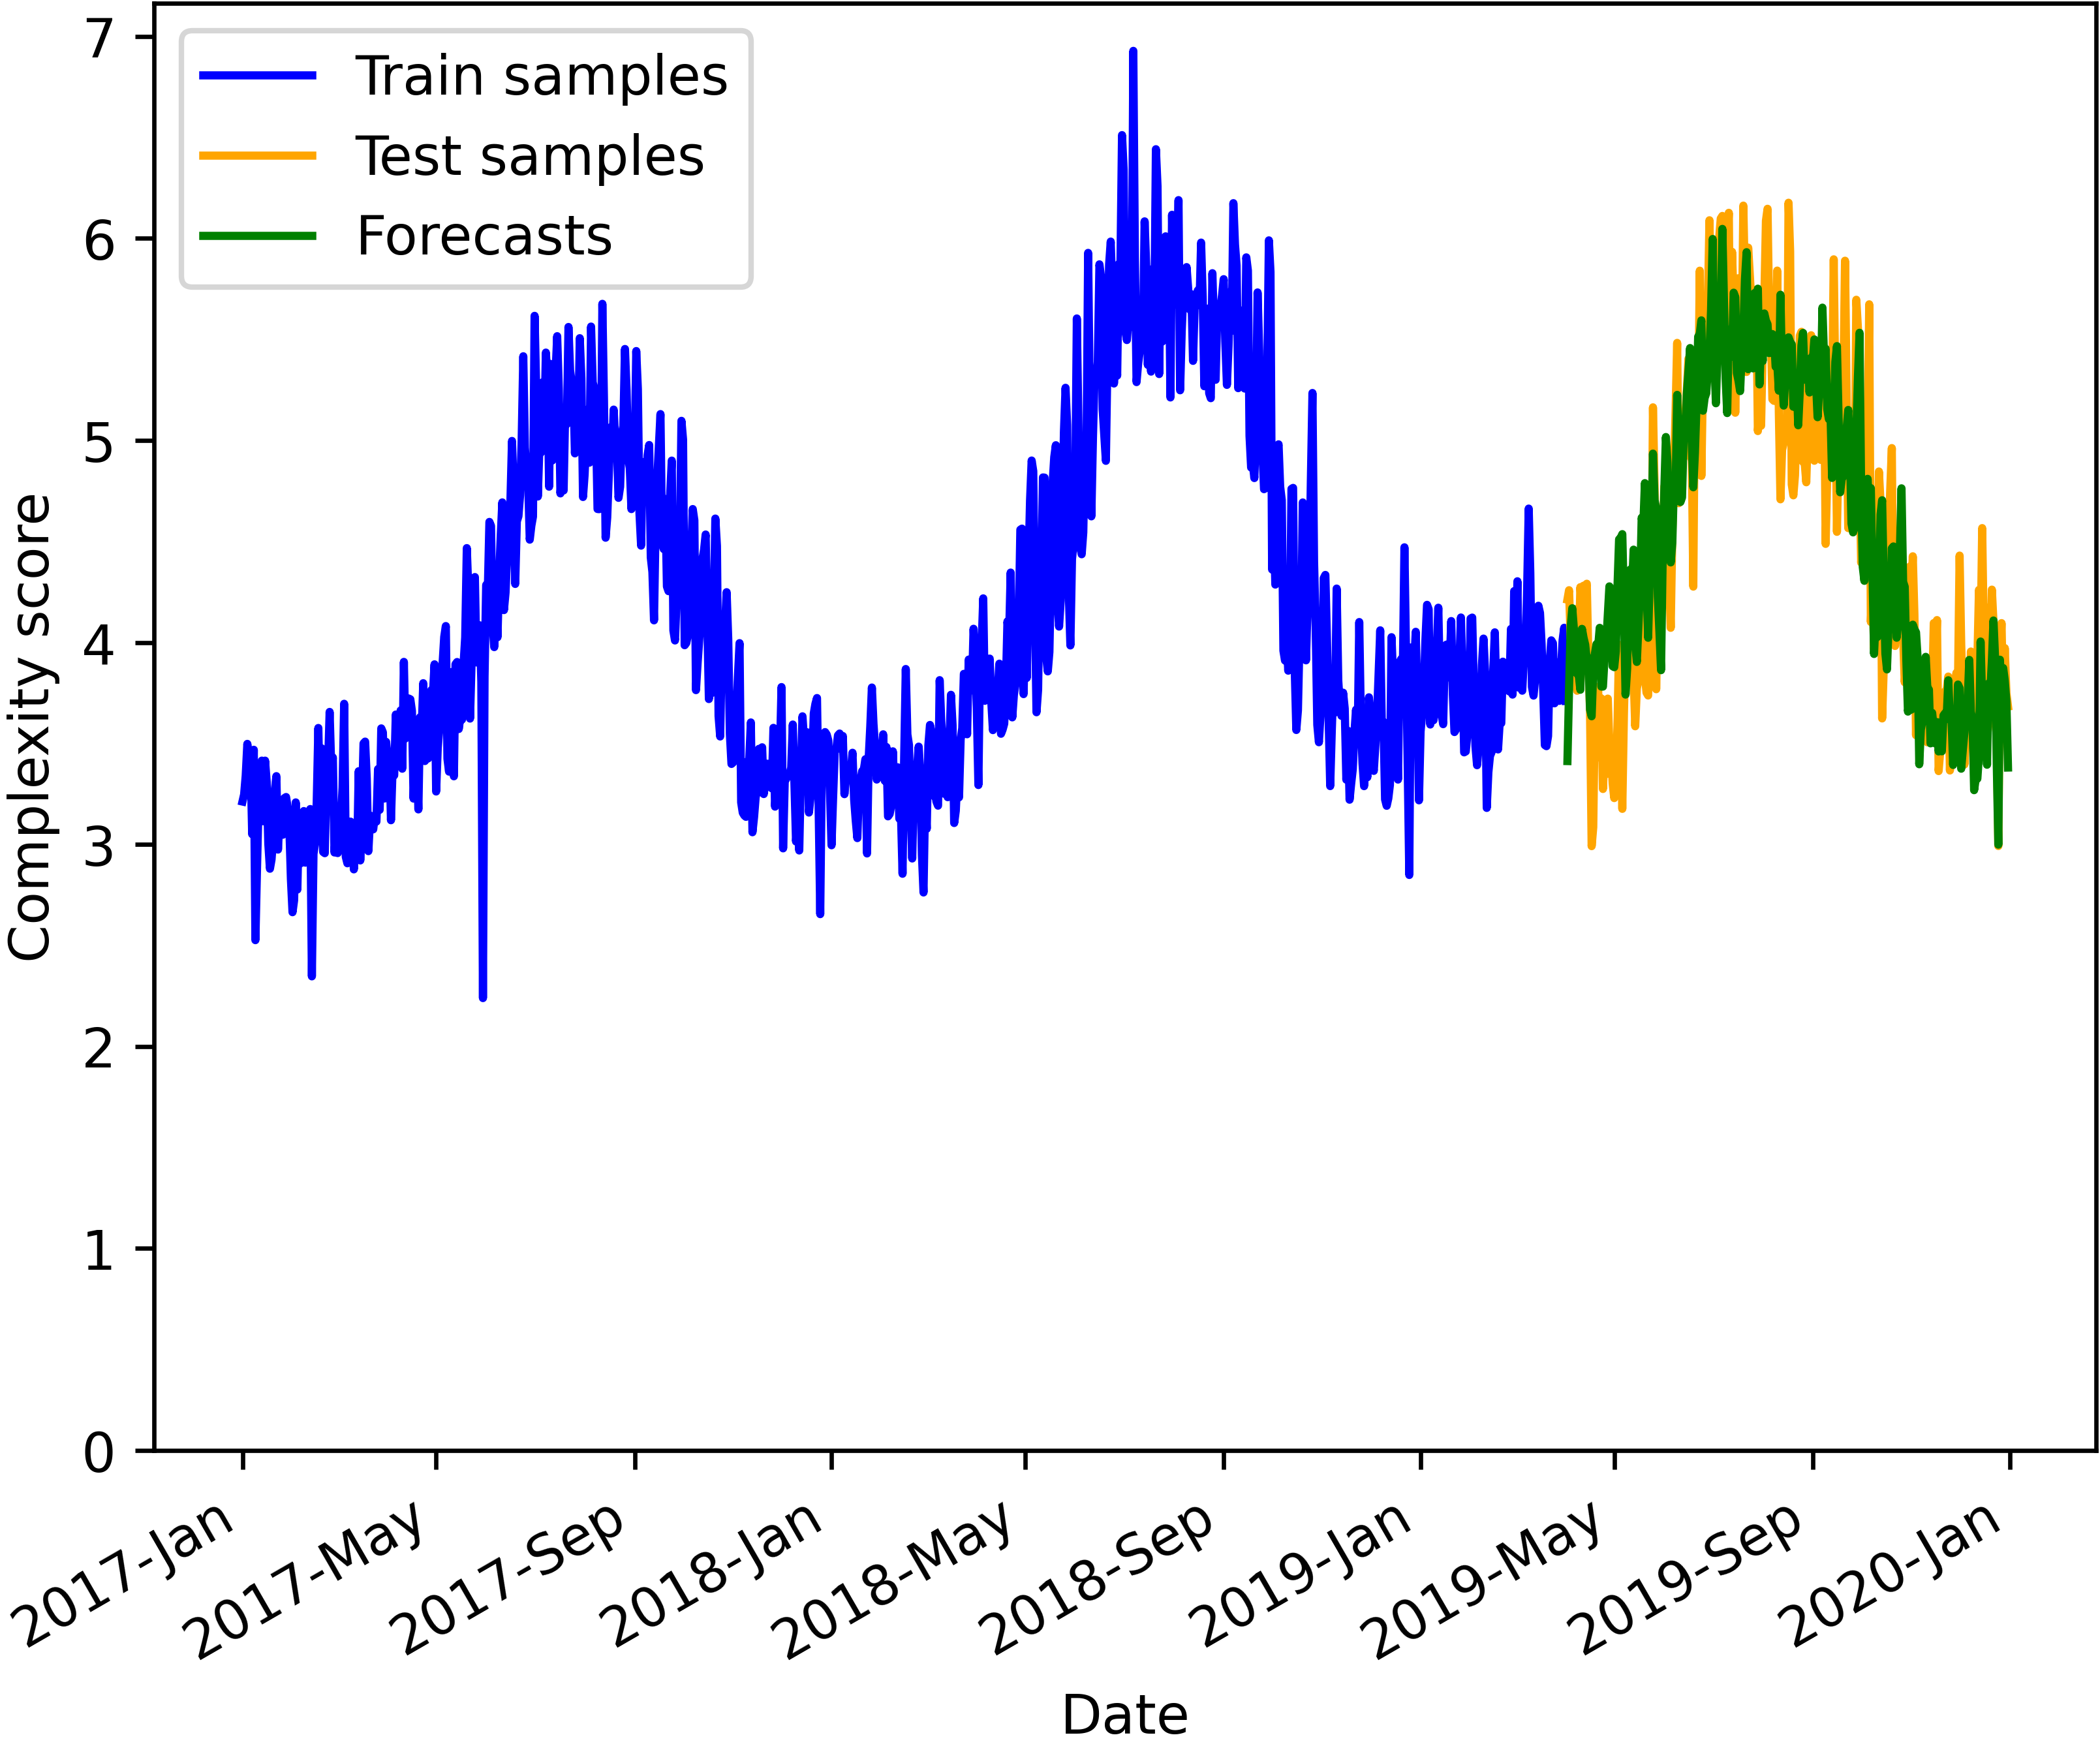 7
6
5
4
3
2
1
0
Complexity score
Train samples
Test samples
Forecasts
2017-Jan
2017-May
2017-Sep
2018-Jan
2018-May
2018-Sep
2019-Jan
2019-May
2019-Sep
2020-Jan
Date